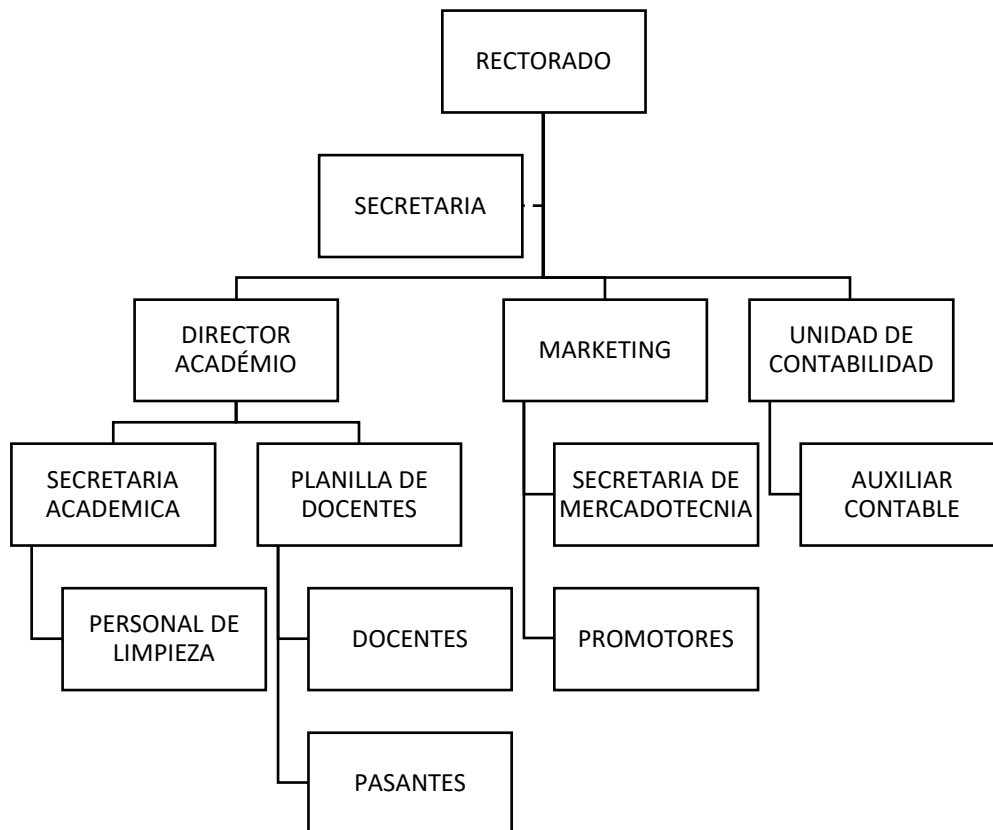 RECTORADO
SECRETARIA
DIRECTOR
ACADÉMIO
MARKETING
UNIDAD DE
CONTABILIDAD
SECRETARIA
ACADEMICA
PLANILLA DE
DOCENTES
SECRETARIA DE
MERCADOTECNIA
AUXILIAR
CONTABLE
PERSONAL DE
LIMPIEZA
DOCENTES
PROMOTORES
PASANTES